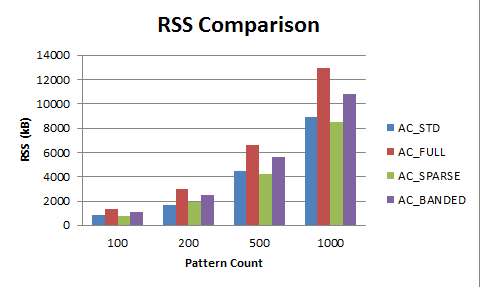 RSS Comparison
14000
12000
10000
8000
6000
4000
2000
0
RSS (kB)
100 200 500 1000
Pattern Count
AC_STD
AC_FULL
AC_SPARSE
AC_BANDED